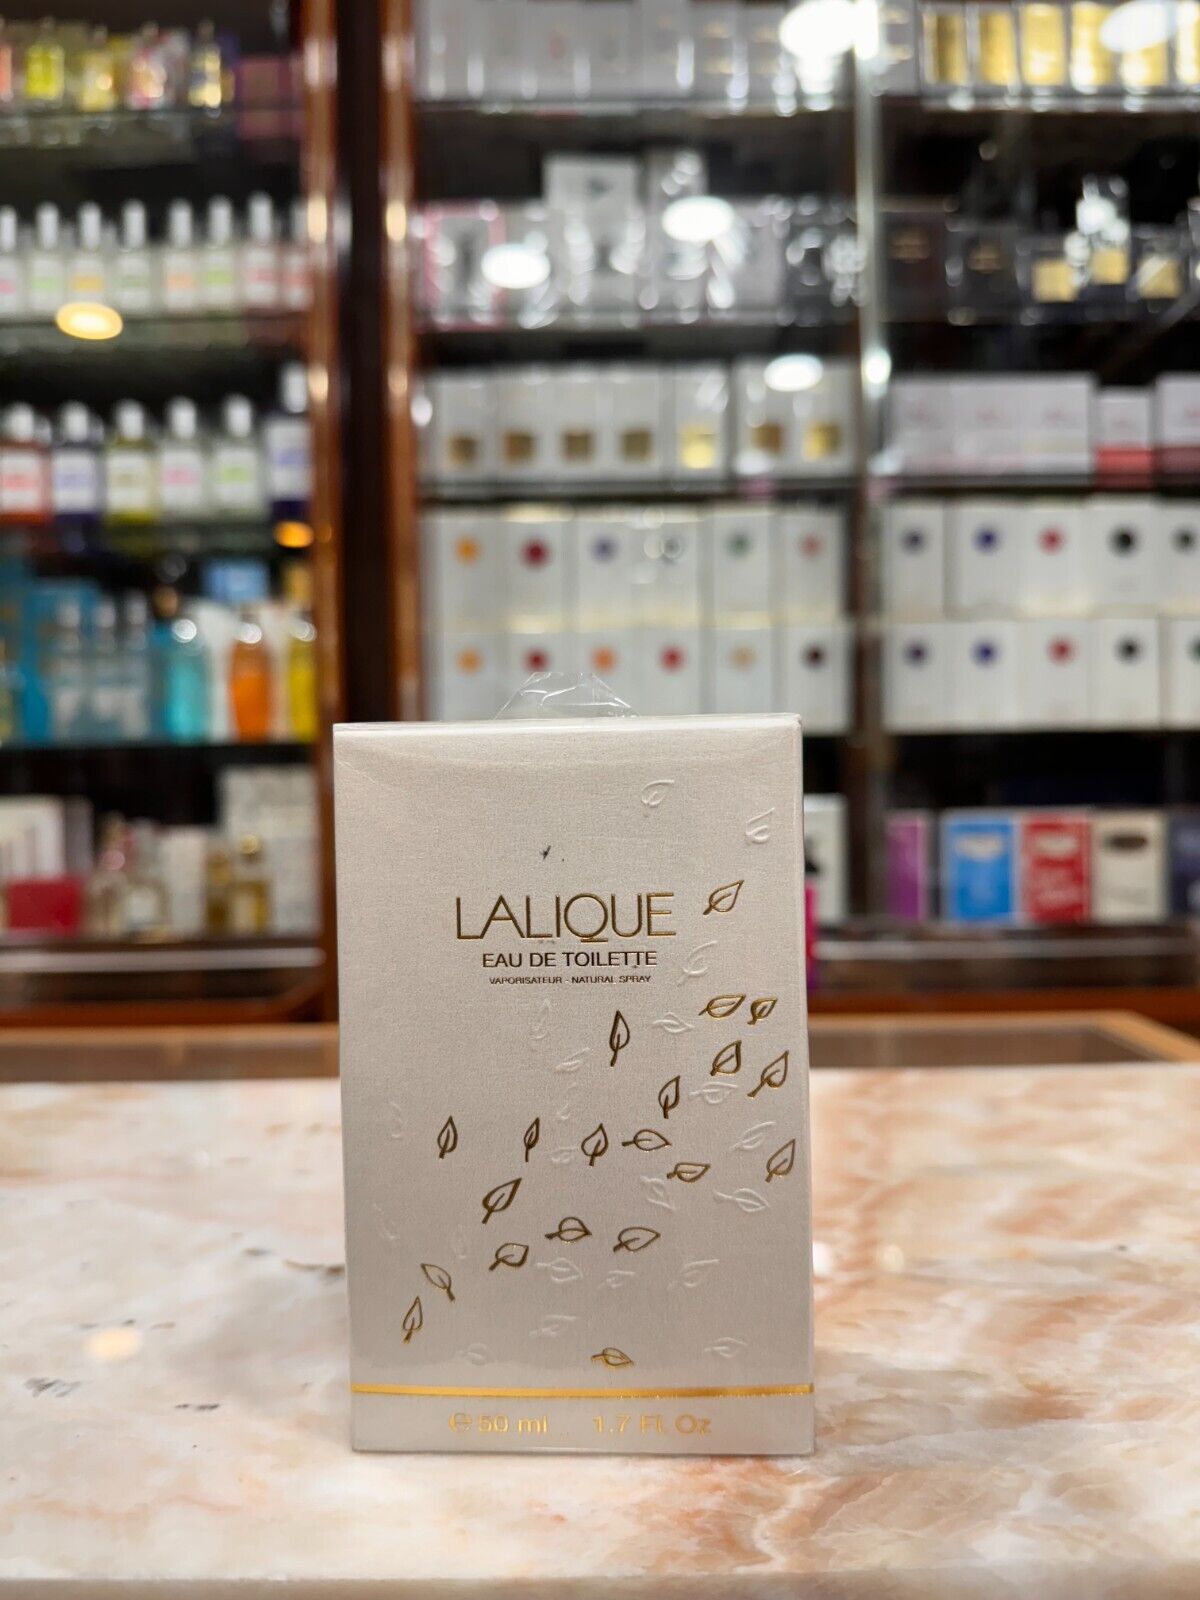 LALIQUE
EAU DE TOILETTE
VAPORISATEUR - NATURAL SPRAY
℮ 50 ml 1.7 Fl. Oz